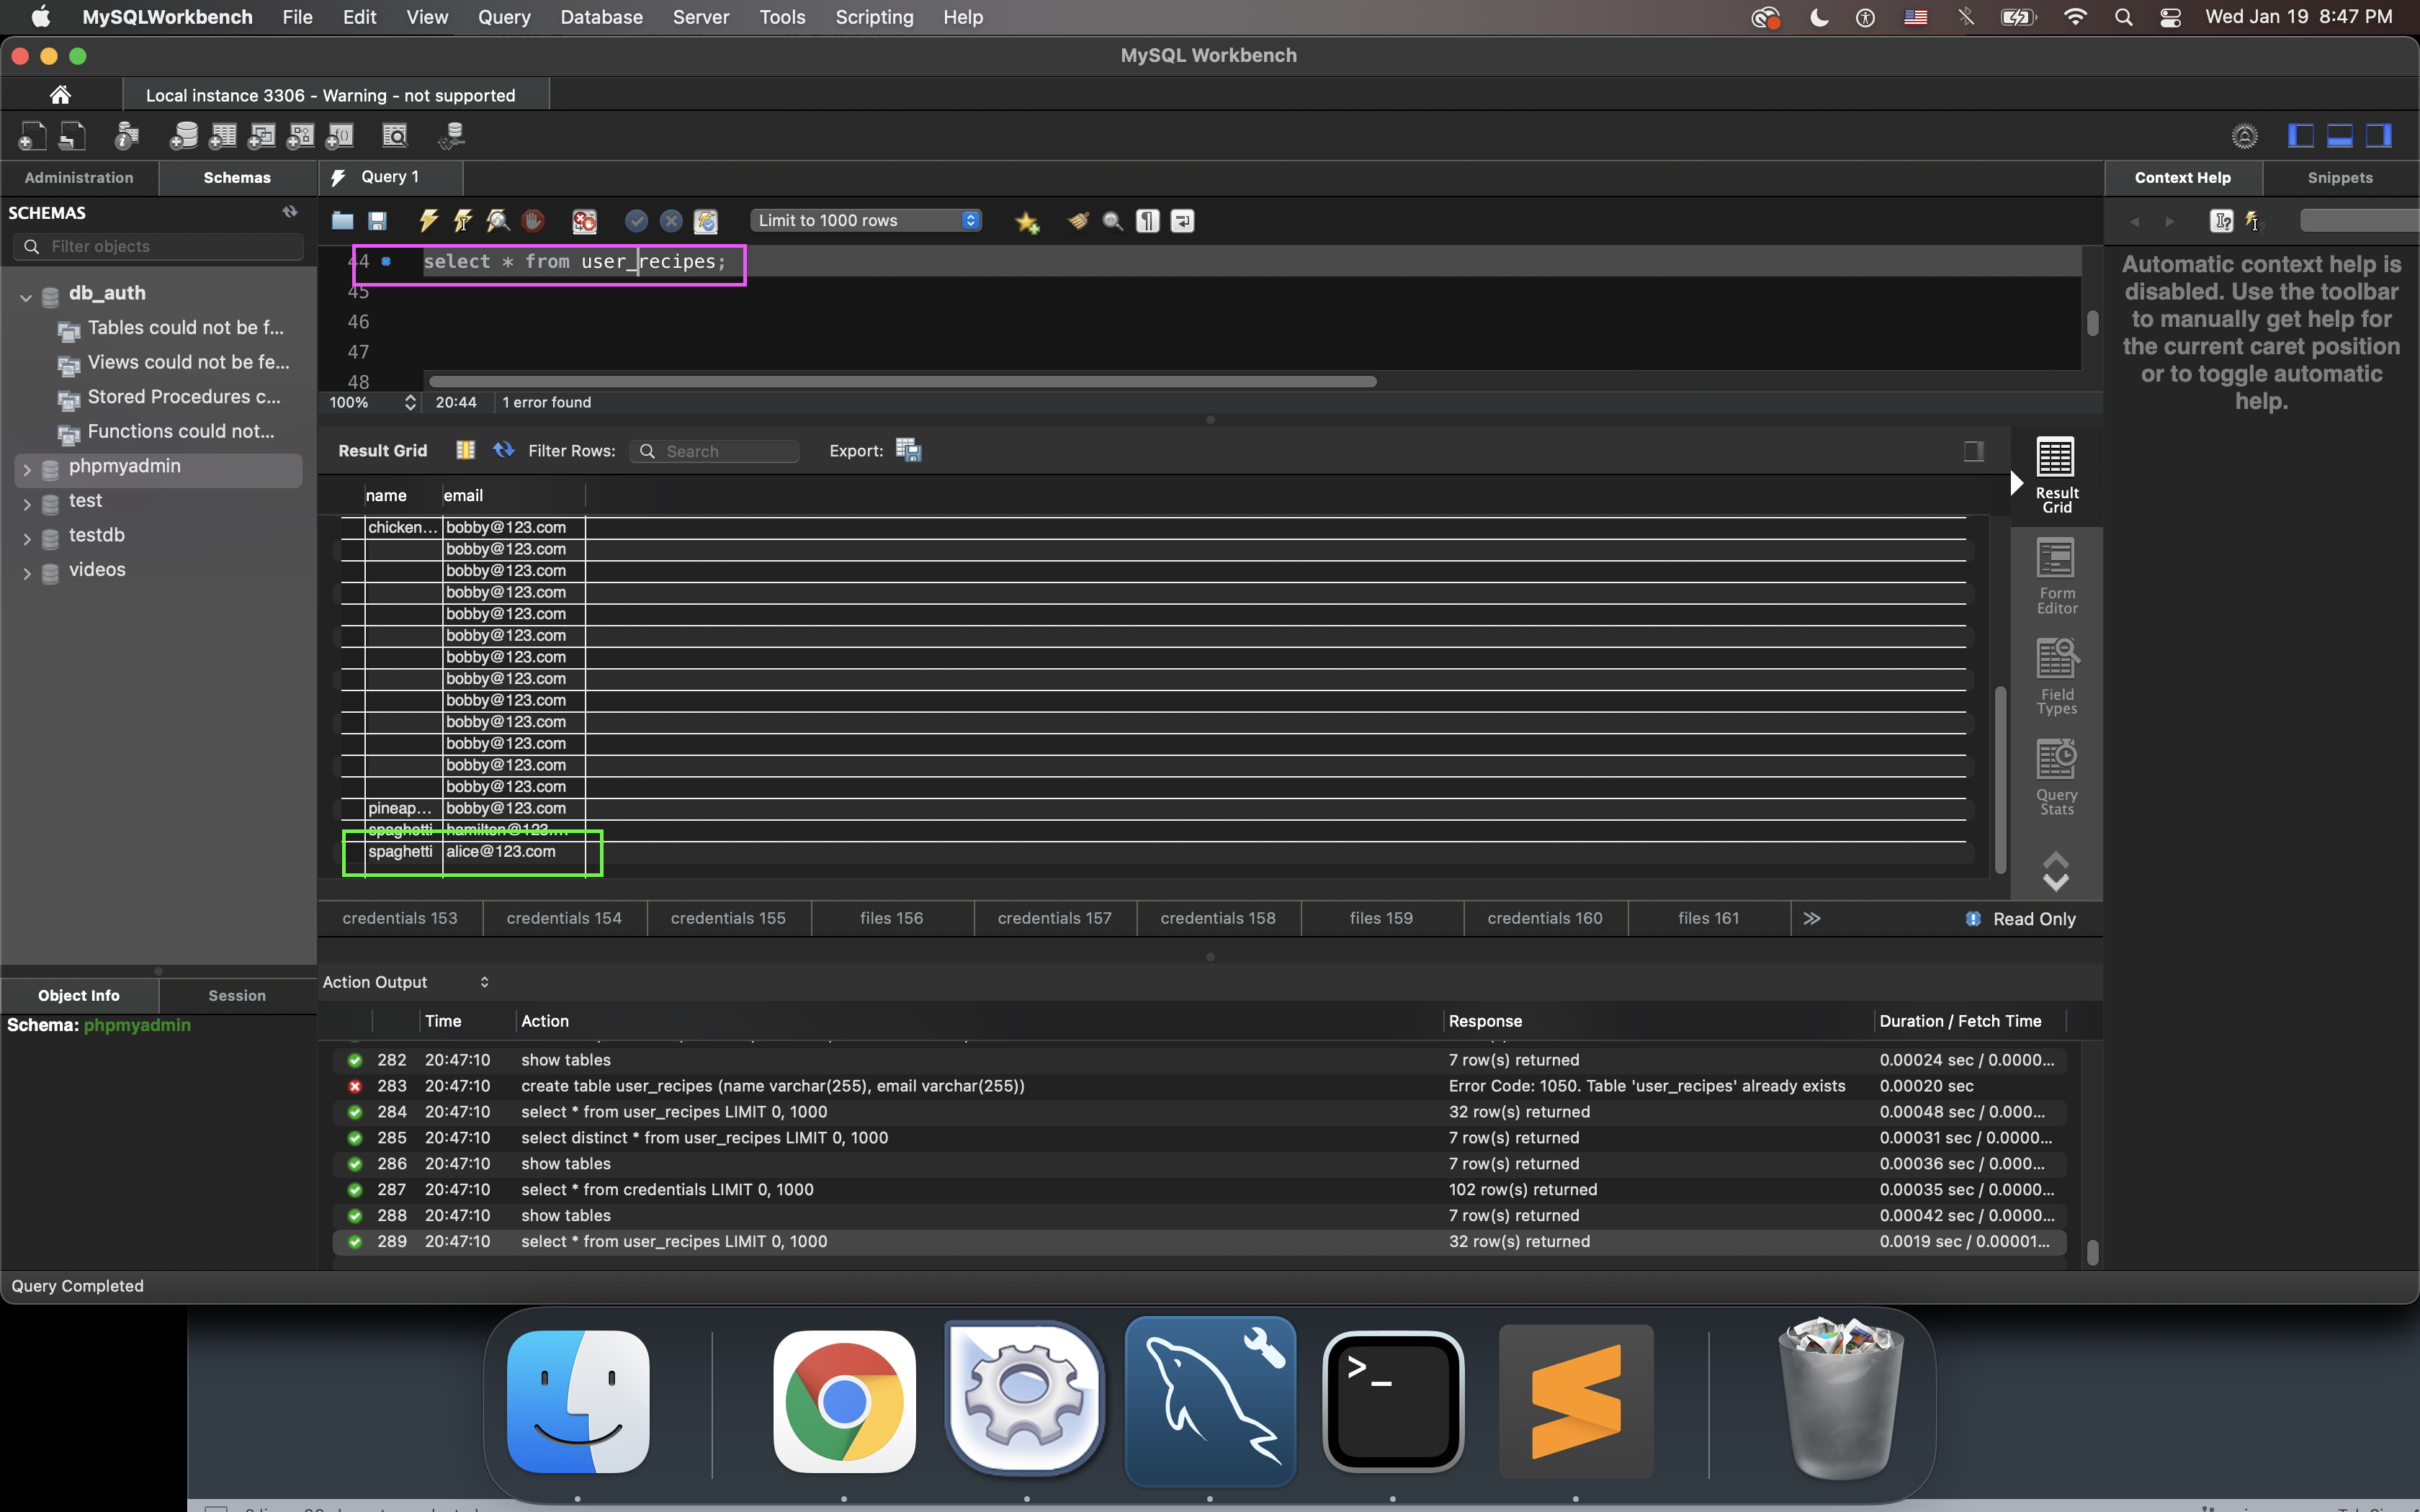 MySQLWorkbench File Edit View Query Database Server Tools Scripting Help Wed Jan 19 8:47 PM
MySQL Workbench
Local instance 3306 - Warning - not supported
Administration Schemas
Query 1
Context Help Snippets
SCHEMAS
Limit to 1000 rows
Filter objects
44 select * from user_recipes;
45
46
47
48
100% 20:44 1 error found
Automatic context help is
disabled. Use the toolbar
to manually get help for
the current caret position
or to toggle automatic
help.
db_auth
Tables could not be f...
Views could not be fe...
Stored Procedures c...
Functions could not...
phpmyadmin
test
testdb
videos
Result Grid Filter Rows: Search Export:
name email
chicken... bobby@123.com
bobby@123.com
bobby@123.com
bobby@123.com
bobby@123.com
bobby@123.com
bobby@123.com
bobby@123.com
bobby@123.com
bobby@123.com
bobby@123.com
bobby@123.com
bobby@123.com
pineap... bobby@123.com
spaghetti hamilton@123....
spaghetti alice@123.com
Result
Grid
Form
Editor
Field
Types
Query
Stats
credentials 153 credentials 154 credentials 155 files 156 credentials 157 credentials 158 files 159 credentials 160 files 161 Read Only
Object Info Session
Schema: phpmyadmin
Action Output
Time Action Response Duration / Fetch Time
282 20:47:10 show tables 7 row(s) returned 0.00024 sec / 0.0000...
283 20:47:10 create table user_recipes (name varchar(255), email varchar(255)) Error Code: 1050. Table 'user_recipes' already exists 0.00020 sec
284 20:47:10 select * from user_recipes LIMIT 0, 1000 32 row(s) returned 0.00048 sec / 0.000...
285 20:47:10 select distinct * from user_recipes LIMIT 0, 1000 7 row(s) returned 0.00031 sec / 0.0000...
286 20:47:10 show tables 7 row(s) returned 0.00036 sec / 0.000...
287 20:47:10 select * from credentials LIMIT 0, 1000 102 row(s) returned 0.00035 sec / 0.0000...
288 20:47:10 show tables 7 row(s) returned 0.00042 sec / 0.0000...
289 20:47:10 select * from user_recipes LIMIT 0, 1000 32 row(s) returned 0.0019 sec / 0.00001...
Query Completed